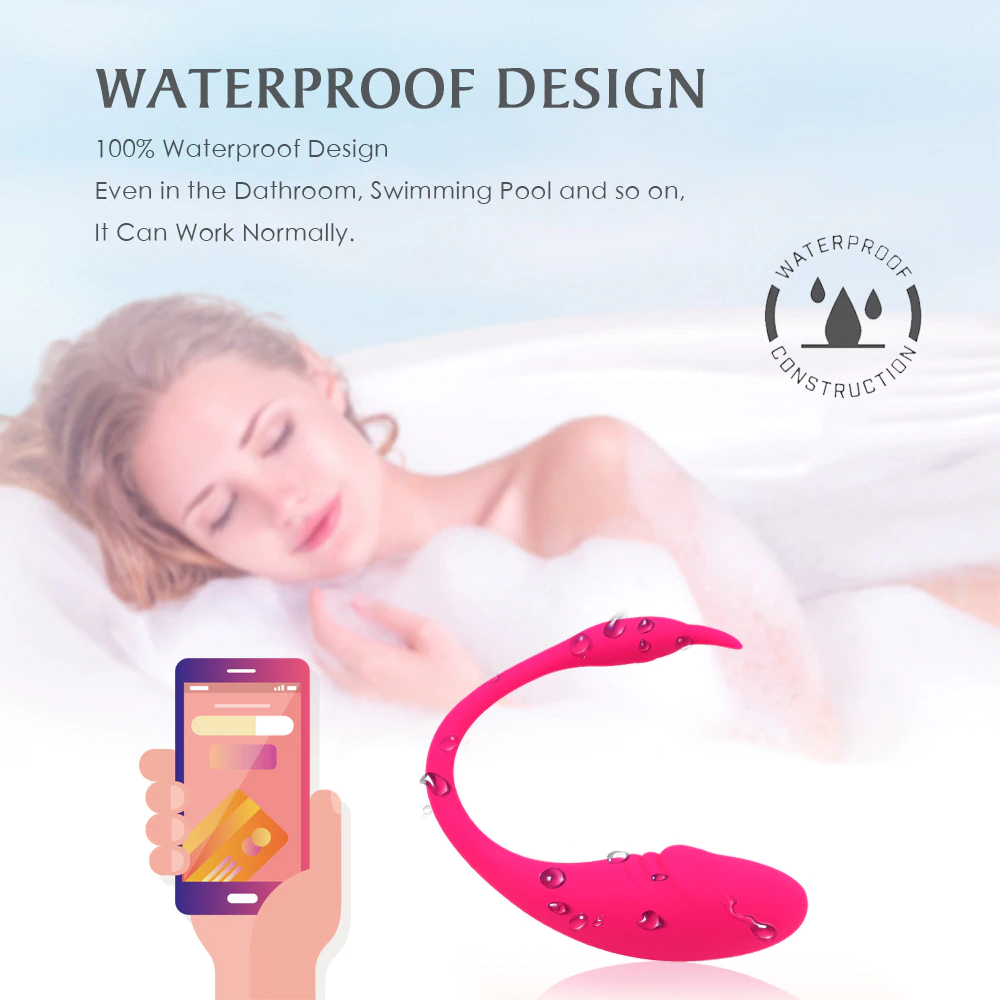 WATERPROOF DESIGN
100% Waterproof Design
Even in the Dathroom, Swimming Pool and so on,
It Can Work Normally.
WATERPROOF
CONSTRUCTION